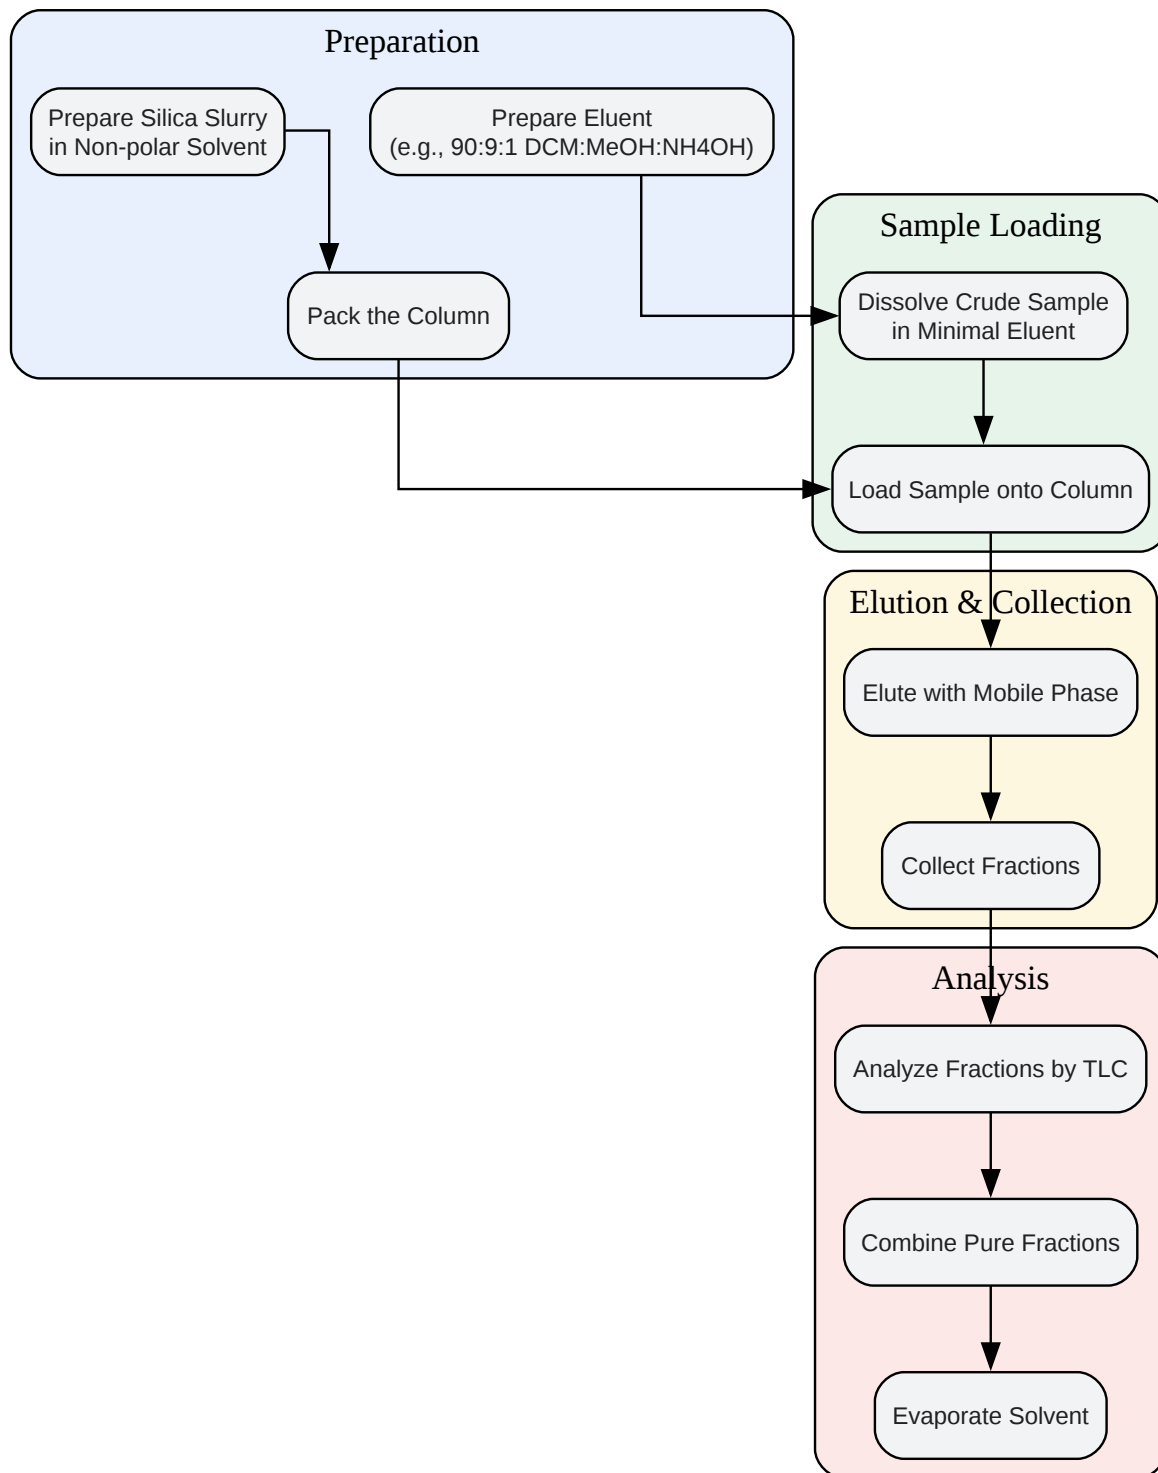 Preparation
Prepare Silica Slurry
in Non-polar Solvent
Prepare Eluent
(e.g., 90:9:1 DCM:MeOH:NH4OH)
Pack the Column
Sample Loading
Dissolve Crude Sample
in Minimal Eluent
Load Sample onto Column
Elution & Collection
Elute with Mobile Phase
Collect Fractions
Analysis
Analyze Fractions by TLC
Combine Pure Fractions
Evaporate Solvent